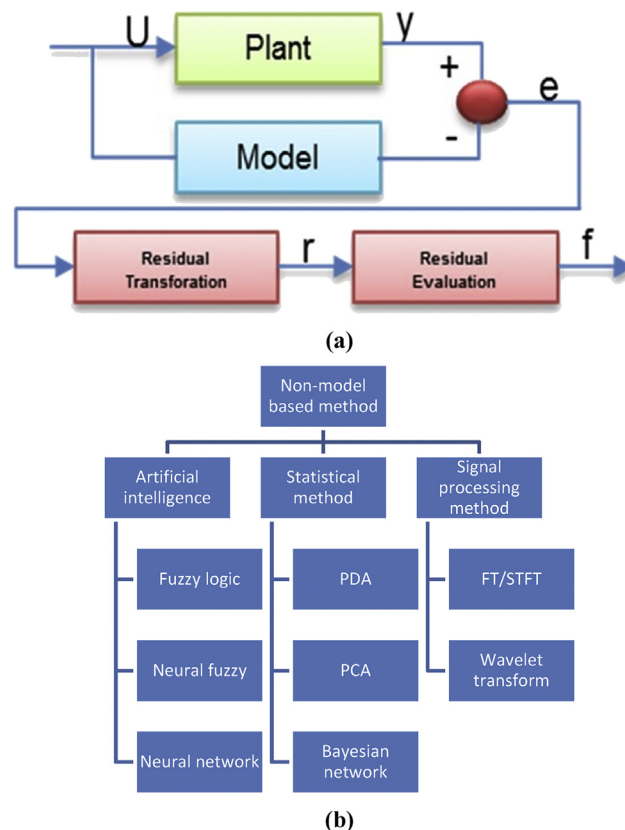 U
Plant
y
+
e
Model
-
Residual
Transforation
r
Residual
Evaluation
f
(a)
Non-model
based method
Artificial
intelligence
Statistical
method
Signal
processing
method
Fuzzy logic
PDA
FT/STFT
Neural fuzzy
PCA
Wavelet
transform
Neural network
Bayesian
network
(b)